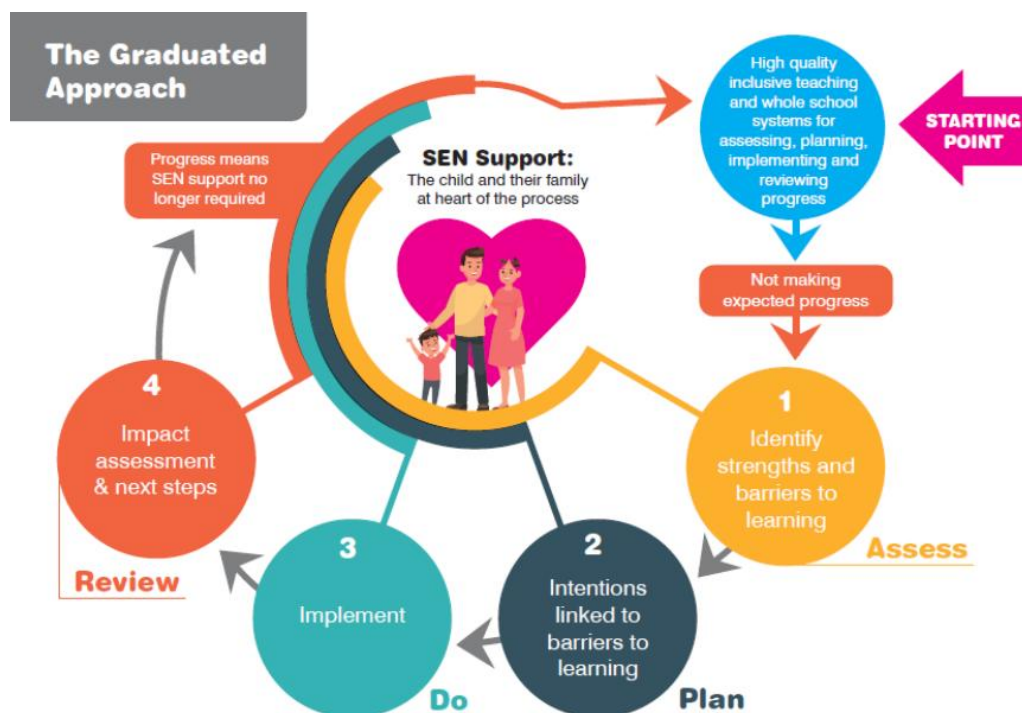 The Graduated
Approach
High quality
inclusive teaching
and whole school
systems for
assessing, planning,
implementing and
reviewing
progress
STARTING
POINT
Progress means
SEN support no
longer required
SEN Support:
The child and their family
at heart of the process
Not making
expected progress
1
Identify
strengths and
barriers to
learning
Assess
2
Intentions
linked to
barriers to
learning
Plan
3
Implement
Do
4
Impact
assessment
& next steps
Review